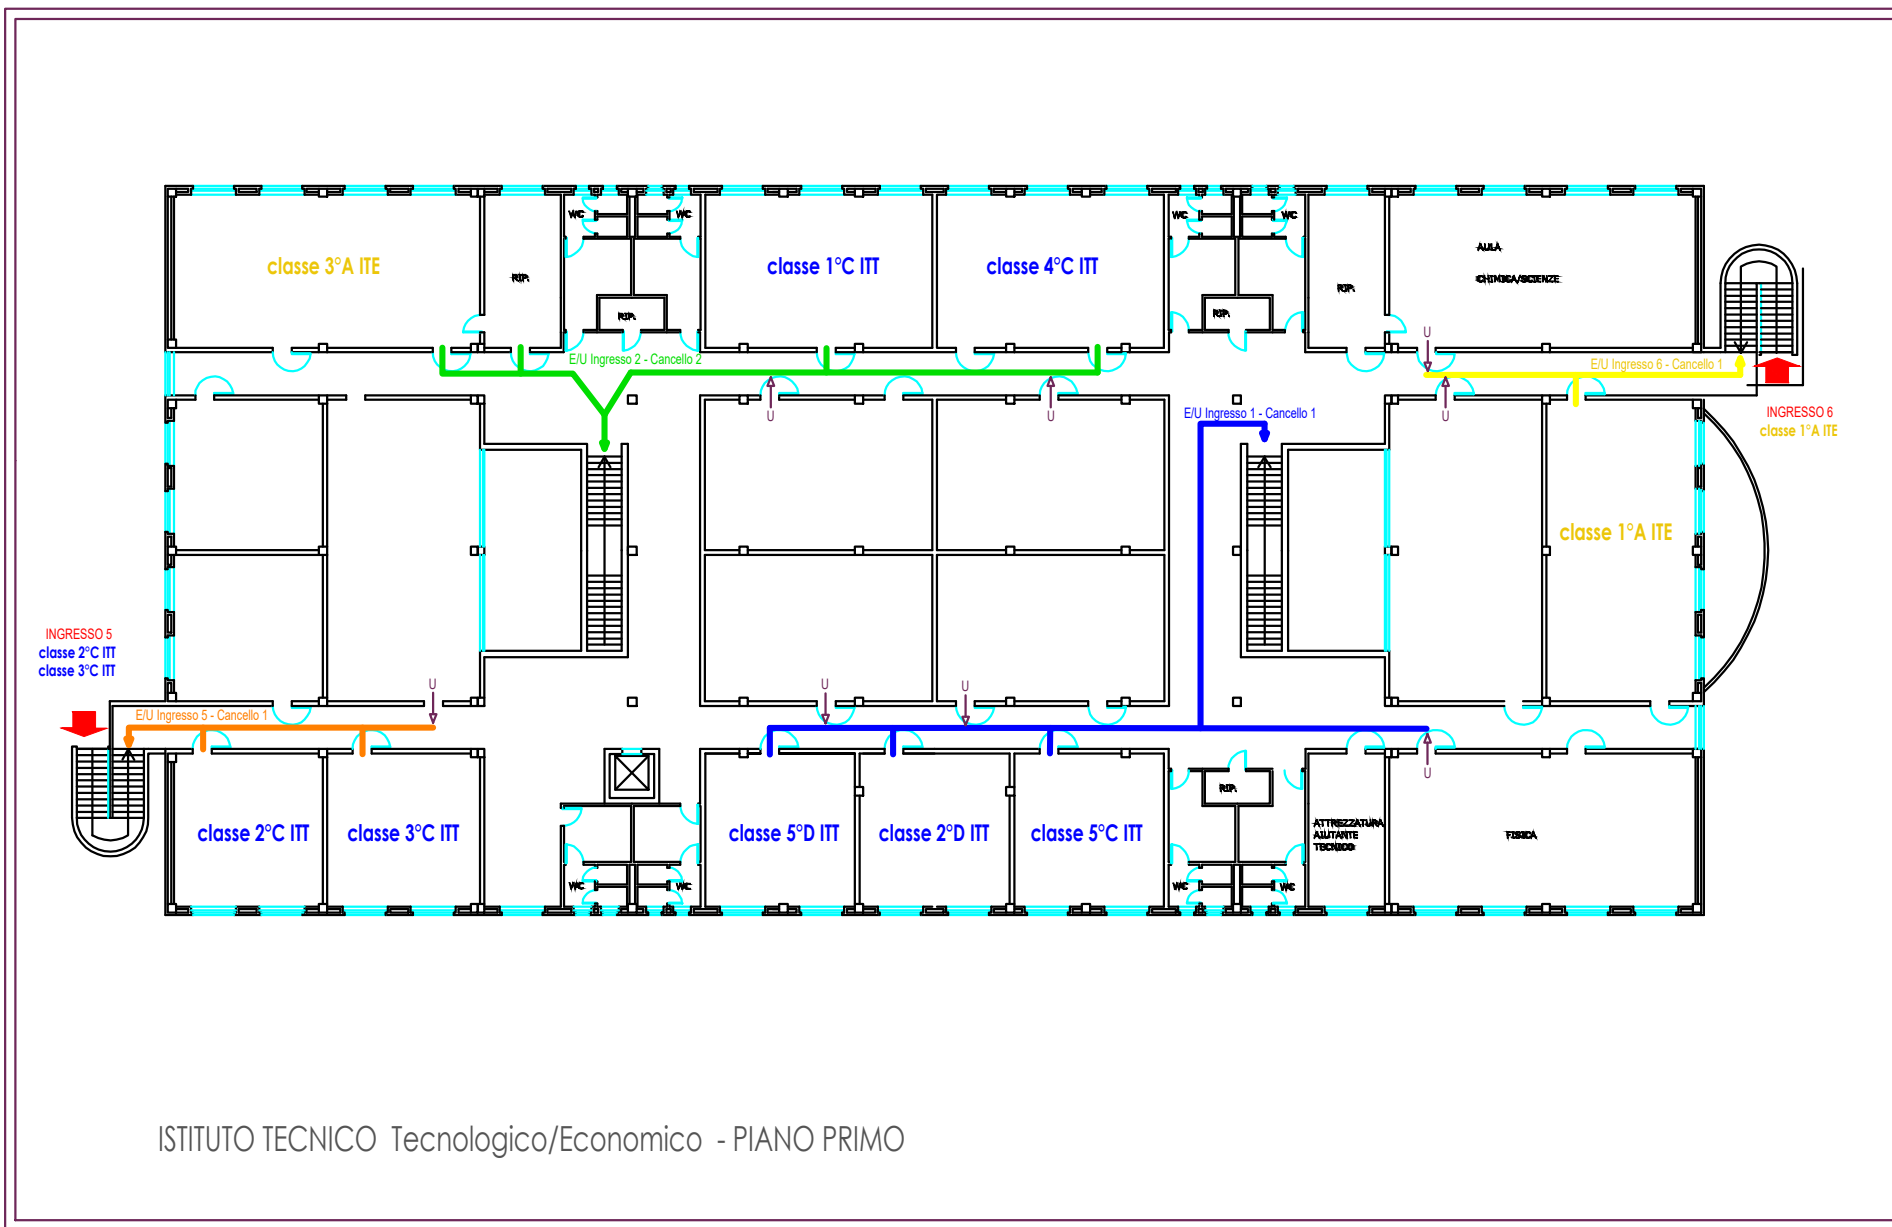 WC
WC
WC
WC
AULA
CHIMICA/SCIENZE
classe 3°A ITE
RIP.
classe 1°C ITT
classe 4°C ITT
RIP.
RIP.
RIP.
U
E/U Ingresso 2 - Cancello 2
E/U Ingresso 6 - Cancello 1
U
U
U
E/U Ingresso 1 - Cancello 1
INGRESSO 6
classe 1°A ITE
classe 1°A ITE
INGRESSO 5
classe 2°C ITT
classe 3°C ITT
U
U
U
E/U Ingresso 5 - Cancello 1
U
RIP.
classe 2°C ITT
classe 3°C ITT
classe 5°D ITT
classe 2°D ITT
classe 5°C ITT
ATTREZZATURA
AIUTANTE
TECNICO
FISICA
WC
WC
WC
WC
ISTITUTO TECNICO Tecnologico/Economico - PIANO PRIMO